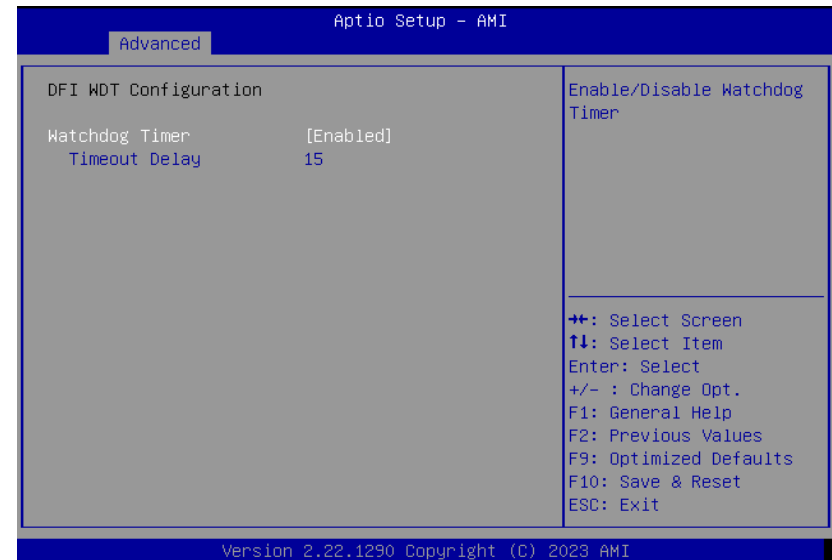 Aptio Setup – AMI
Advanced
DFI WDT Configuration
Watchdog Timer [Enabled]
Timeout Delay 15
Enable/Disable Watchdog
Timer
→←: Select Screen
↑↓: Select Item
Enter: Select
+/- : Change Opt.
F1: General Help
F2: Previous Values
F9: Optimized Defaults
F10: Save & Reset
ESC: Exit
Version 2.22.1290 Copyright (C) 2023 AMI